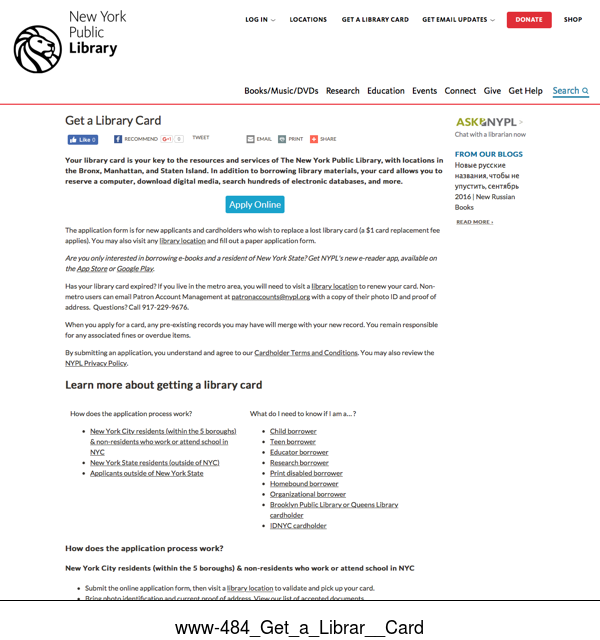 New York
Public
Library
LOG IN
LOCATIONS
GET A LIBRARY CARD
GET EMAIL UPDATES
DONATE
SHOP
Books/Music/DVDs Research Education Events Connect Give Get Help Search
Get a Library Card
Like 0
RECOMMEND
G+1 0
TWEET
EMAIL
PRINT
SHARE
Your library card is your key to the resources and services of The New York Public Library, with locations in
the Bronx, Manhattan, and Staten Island. In addition to borrowing library materials, your card allows you to
reserve a computer, download digital media, search hundreds of electronic databases, and more.
Apply Online
The application form is for new applicants and cardholders who wish to replace a lost library card (a $1 card replacement fee
applies). You may also visit any library location and fill out a paper application form.
Are you only interested in borrowing e-books and a resident of New York State? Get NYPL's new e-reader app, available on
the App Store or Google Play.
Has your library card expired? If you live in the metro area, you will need to visit a library location to renew your card. Non-
metro users can email Patron Account Management at patronaccounts@nypl.org with a copy of their photo ID and proof of
address. Questions? Call 917-229-9676.
When you apply for a card, any pre-existing records you may have will merge with your new record. You remain responsible
for any associated fines or overdue items.
By submitting an application, you understand and agree to our Cardholder Terms and Conditions. You may also review the
NYPL Privacy Policy.
Learn more about getting a library card
How does the application process work?
• New York City residents (within the 5 boroughs)
& non-residents who work or attend school in
NYC
• New York State residents (outside of NYC)
• Applicants outside of New York State
What do I need to know if I am a... ?
• Child borrower
• Teen borrower
• Educator borrower
• Research borrower
• Print disabled borrower
• Homebound borrower
• Organizational borrower
• Brooklyn Public Library or Queens Library
cardholder
• IDNYC cardholder
How does the application process work?
New York City residents (within the 5 boroughs) & non-residents who work or attend school in NYC
• Submit the online application form, then visit a library location to validate and pick up your card.
• Bring photo identification and current proof of address. View our list of accepted documents.
ASK NYPL >
Chat with a librarian now
FROM OUR BLOGS
Новые русские
названия, чтобы не
упустить, сентябрь
2016 | New Russian
Books
READ MORE ›
www-484_Get_a_Librar__Card